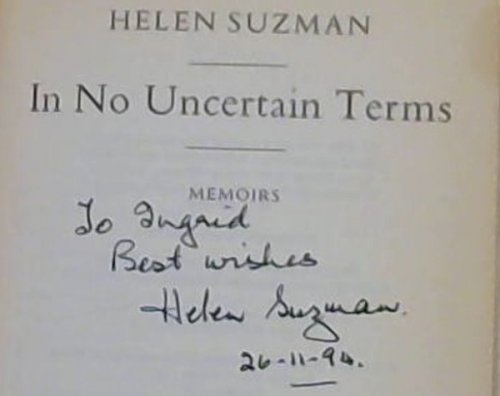 HELEN SUZMAN
In No Uncertain Terms
MEMOIRS
To Ingrid
Best wishes
Helen Suzman.
26-11-94.